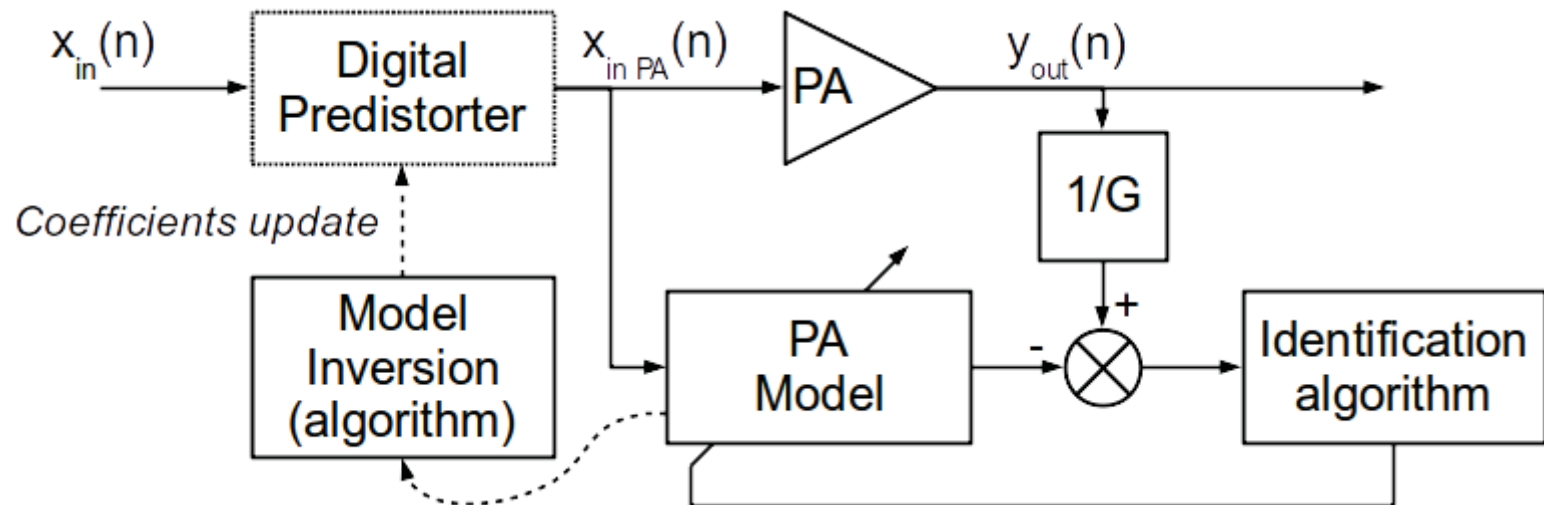 x_in(n)
Digital
Predistorter
x_in PA(n)
PA
y_out(n)
1/G
Coefficients update
Model
Inversion
(algorithm)
PA
Model
-
+
Identification
algorithm